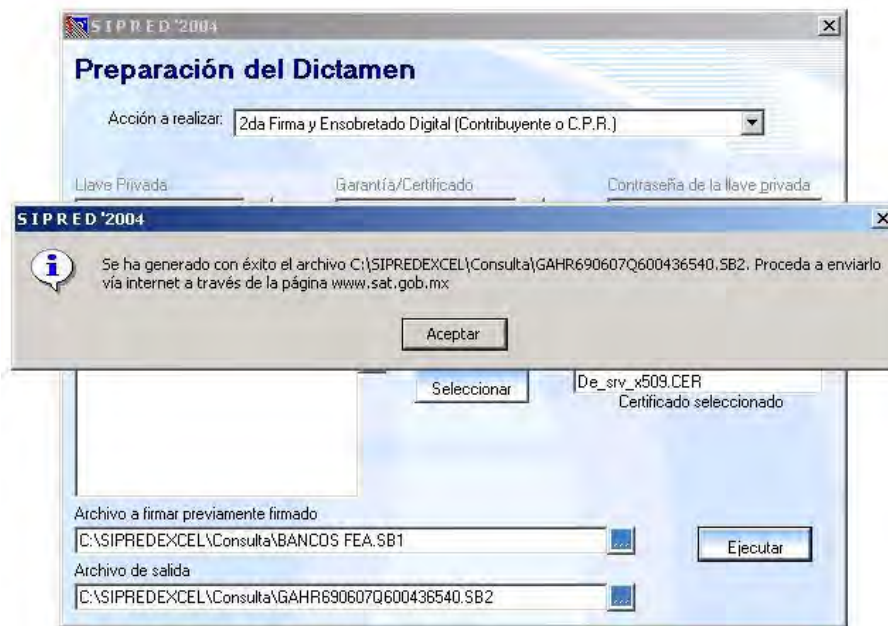 SIPRED'2004
Preparación del Dictamen
Acción a realizar:
2da Firma y Ensobretado Digital (Contribuyente o C.P.R.)
Llave Privada
Garantía/Certificado
Contraseña de la llave privada
SIPRED'2004
Se ha generado con éxito el archivo C:\SIPREDEXCEL\Consulta\GAHR690607Q600436540.SB2. Proceda a enviarlo
vía internet a través de la página www.sat.gob.mx
Aceptar
Seleccionar
De_srv_x509.CER
Certificado seleccionado
Archivo a firmar previamente firmado
C:\SIPREDEXCEL\Consulta\BANCOS FEA.SB1
...
Ejecutar
Archivo de salida
C:\SIPREDEXCEL\Consulta\GAHR690607Q600436540.SB2
...